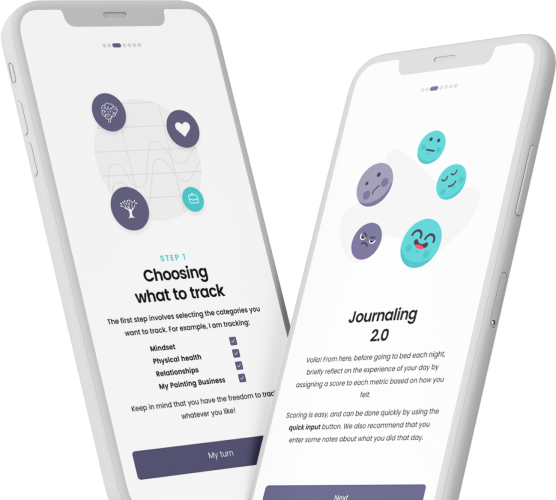 STEP 1
Choosing
what to track
The first step involves selecting the categories you
want to track. For example, I am tracking:
Mindset
Physical health
Relationships
My Painting Business
Keep in mind that you have the freedom to track
whatever you like!
My turn
Journaling
2.0
Voila! From here, before going to bed each night,
briefly reflect on the experience of your day by
assigning a score to each metric based on how you
felt.
Scoring is easy, and can be done quickly by using the
quick input button. We also recommend that you
enter some notes about what you did that day.
Next